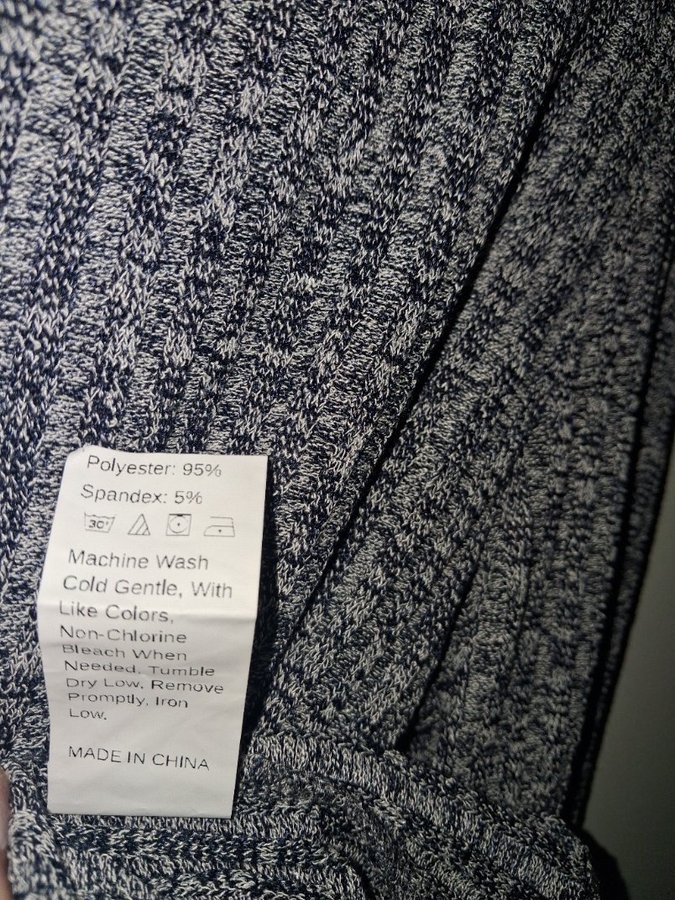 Polyester: 95%
Spandex: 5%
30°
Machine Wash
Cold Gentle, With
Like Colors,
Non-Chlorine
Bleach When
Needed, Tumble
Dry Low, Remove
Promptly, Iron
Low.
MADE IN CHINA